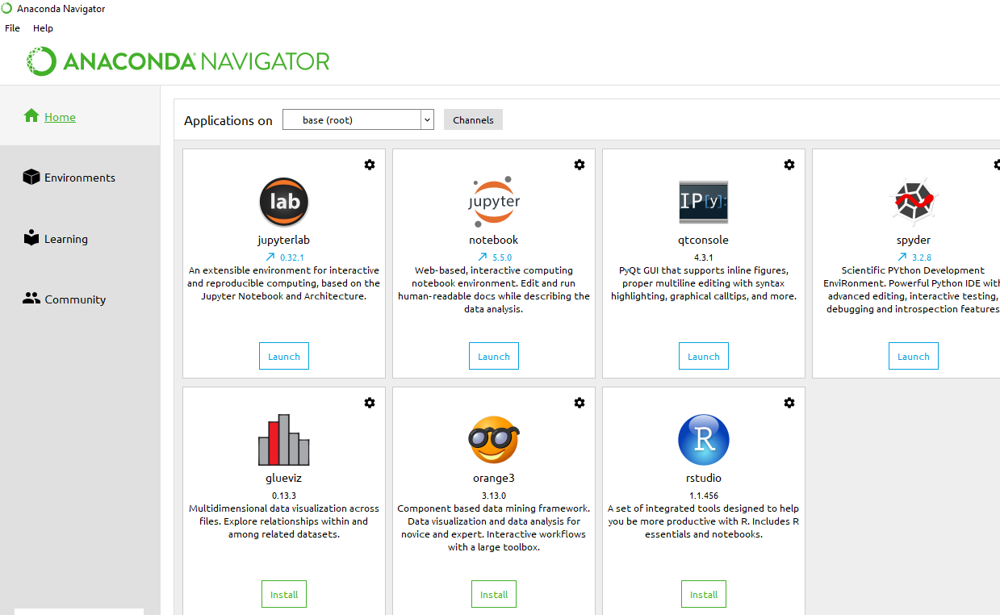 Anaconda Navigator
File Help
ANACONDA NAVIGATOR
Home
Environments
Learning
Community
Applications on base (root) Channels
lab
jupyterlab
0.32.1
An extensible environment for interactive
and reproducible computing, based on the
Jupyter Notebook and Architecture.
Launch
jupyter
notebook
5.5.0
Web-based, interactive computing
notebook environment. Edit and run
human-readable docs while describing the
data analysis.
Launch
IP[y]:
qtconsole
4.3.1
PyQt GUI that supports inline figures,
proper multiline editing with syntax
highlighting, graphical calltips, and more.
Launch
spyder
3.2.8
Scientific PYthon Development
EnviRonment. Powerful Python IDE with
advanced editing, interactive testing,
debugging and introspection features
Launch
glueviz
0.13.3
Multidimensional data visualization across
files. Explore relationships within and
among related datasets.
Install
orange3
3.13.0
Component based data mining framework.
Data visualization and data analysis for
novice and expert. Interactive workflows
with a large toolbox.
Install
R
rstudio
1.1.456
A set of integrated tools designed to help
you be more productive with R. Includes R
essentials and notebooks.
Install